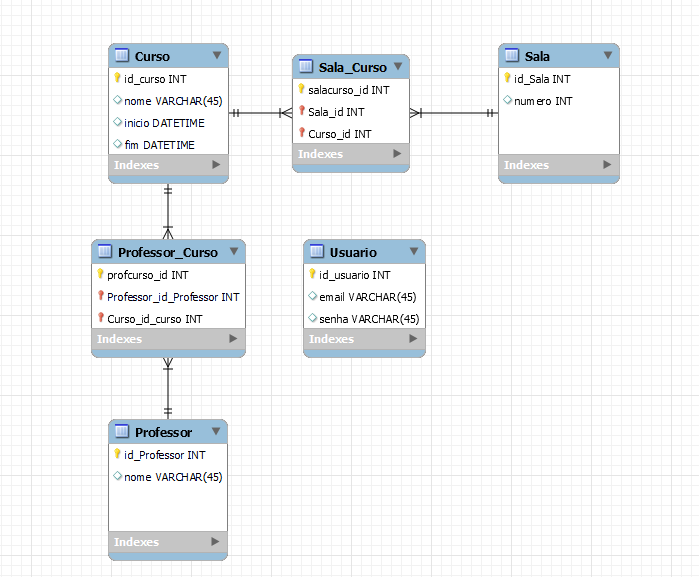 Curso
id_curso INT
nome VARCHAR(45)
inicio DATETIME
fim DATETIME
Indexes
Sala_Curso
salacurso_id INT
Sala_id INT
Curso_id INT
Indexes
Sala
id_Sala INT
numero INT
Indexes
Professor_Curso
profcurso_id INT
Professor_id_Professor INT
Curso_id_curso INT
Indexes
Usuario
id_usuario INT
email VARCHAR(45)
senha VARCHAR(45)
Indexes
Professor
id_Professor INT
nome VARCHAR(45)
Indexes